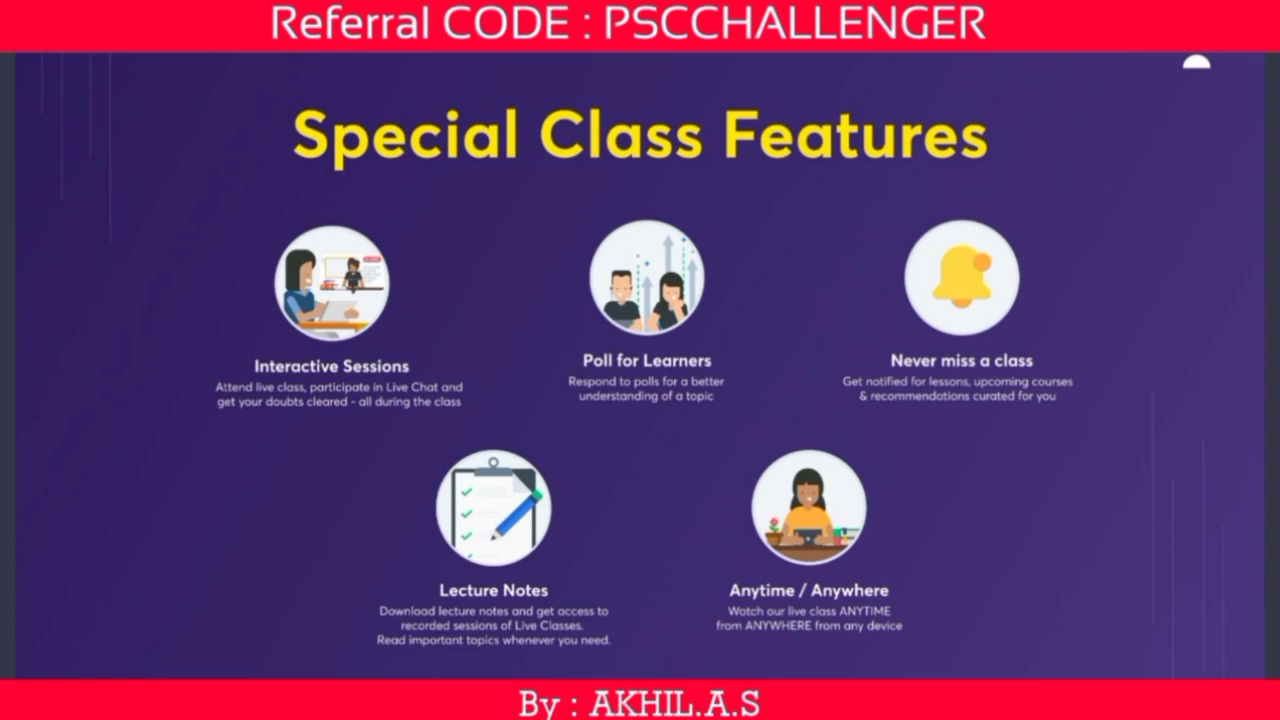 Referral CODE : PSCCHALLENGER
Special Class Features
Interactive Sessions
Attend live class, participate in Live Chat and
get your doubts cleared - all during the class
Poll for Learners
Respond to polls for a better
understanding of a topic
Never miss a class
Get notified for lessons, upcoming courses
& recommendations curated for you
Lecture Notes
Download lecture notes and get access to
recorded sessions of Live Classes.
Read important topics whenever you need.
Anytime / Anywhere
Watch our live class ANYTIME
from ANYWHERE from any device
By : AKHIL.A.S